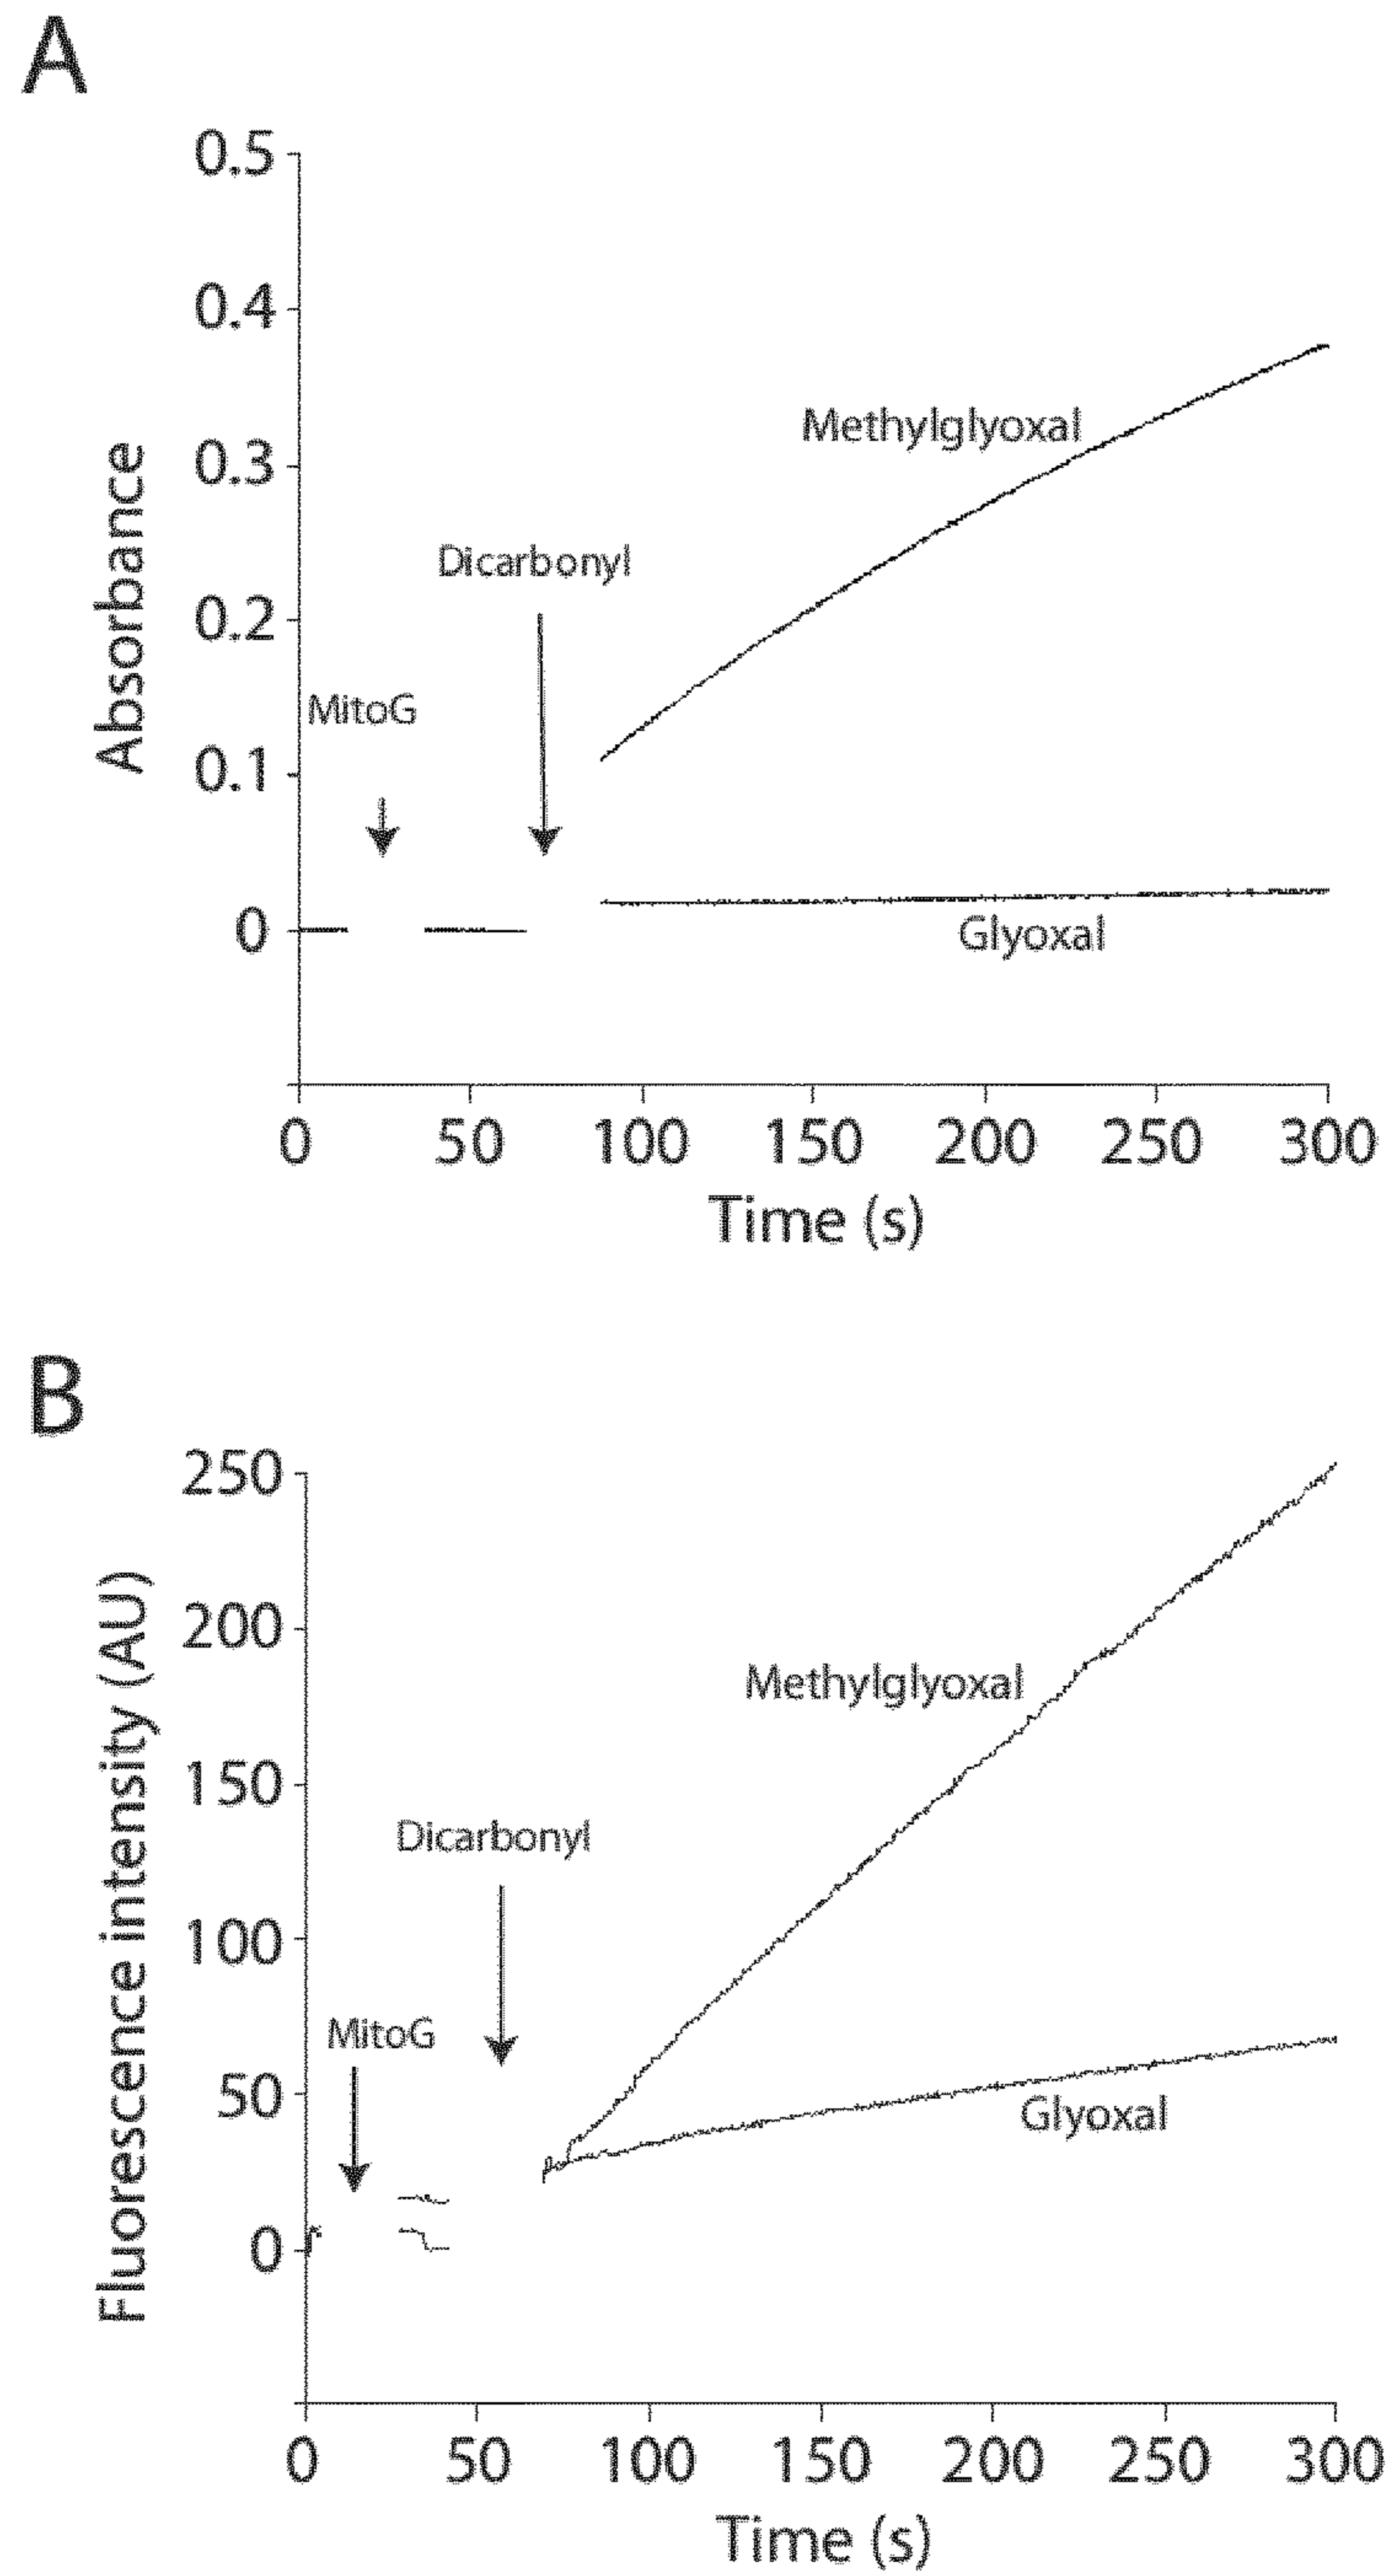 A
0.5
0.4
Methylglyoxal
0.3
Dicarbonyl
Absorbance
0.2
MitoG
0.1
0
Glyoxal
0 50 100 150 200 250 300
Time (s)
B
250
200
Methylglyoxal
150
Dicarbonyl
Fluorescence intensity (AU)
100
MitoG
50
Glyoxal
0
0 50 100 150 200 250 300
Time (s)